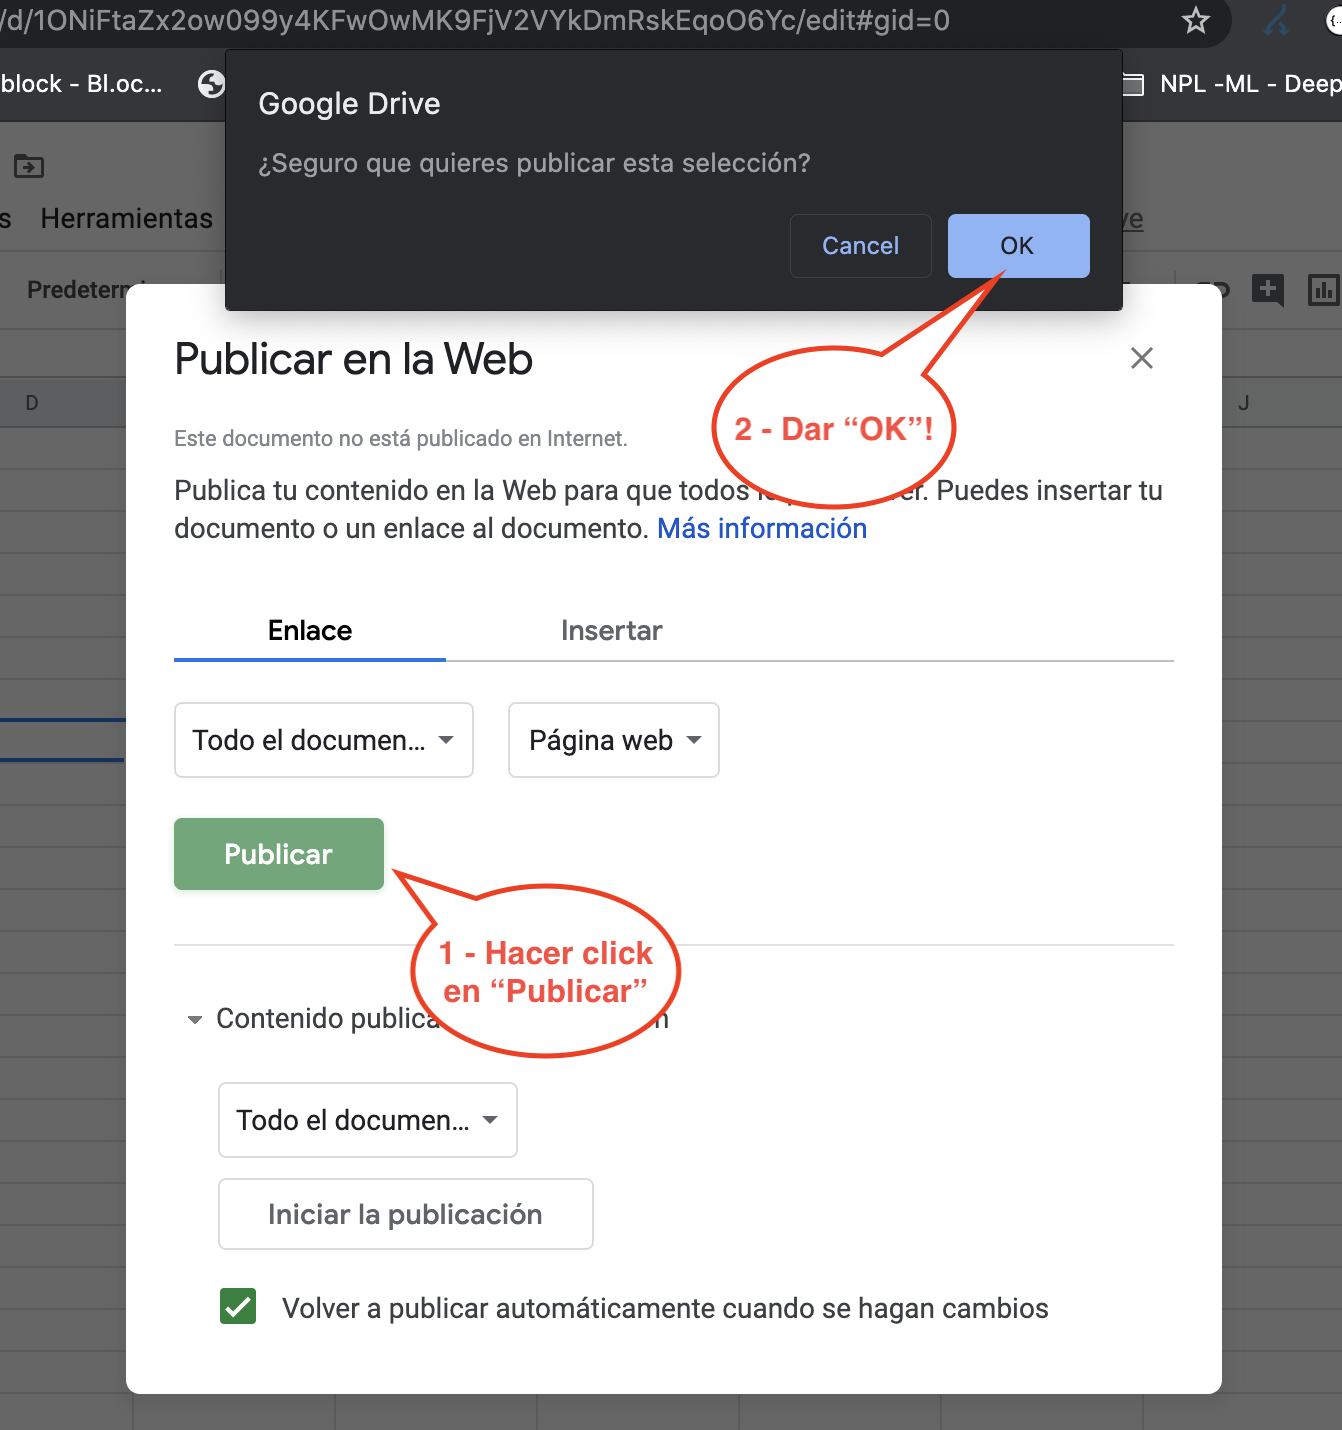 /d/1ONiFtaZx2ow099y4KFwOwMK9FjV2VYkDmRskEqoO6Yc/edit#gid=0
block - Bl.oc...
NPL -ML - Deep
Google Drive
¿Seguro que quieres publicar esta selección?
s Herramientas
Cancel
OK
Predeterm
Publicar en la Web
D
J
Este documento no está publicado en Internet.
2 - Dar “OK”!
Publica tu contenido en la Web para que todos er. Puedes insertar tu
documento o un enlace al documento. Más información
Enlace
Insertar
Todo el documen...
Página web
Publicar
1 - Hacer click
en “Publicar”
Contenido publica n
Todo el documen...
Iniciar la publicación
Volver a publicar automáticamente cuando se hagan cambios